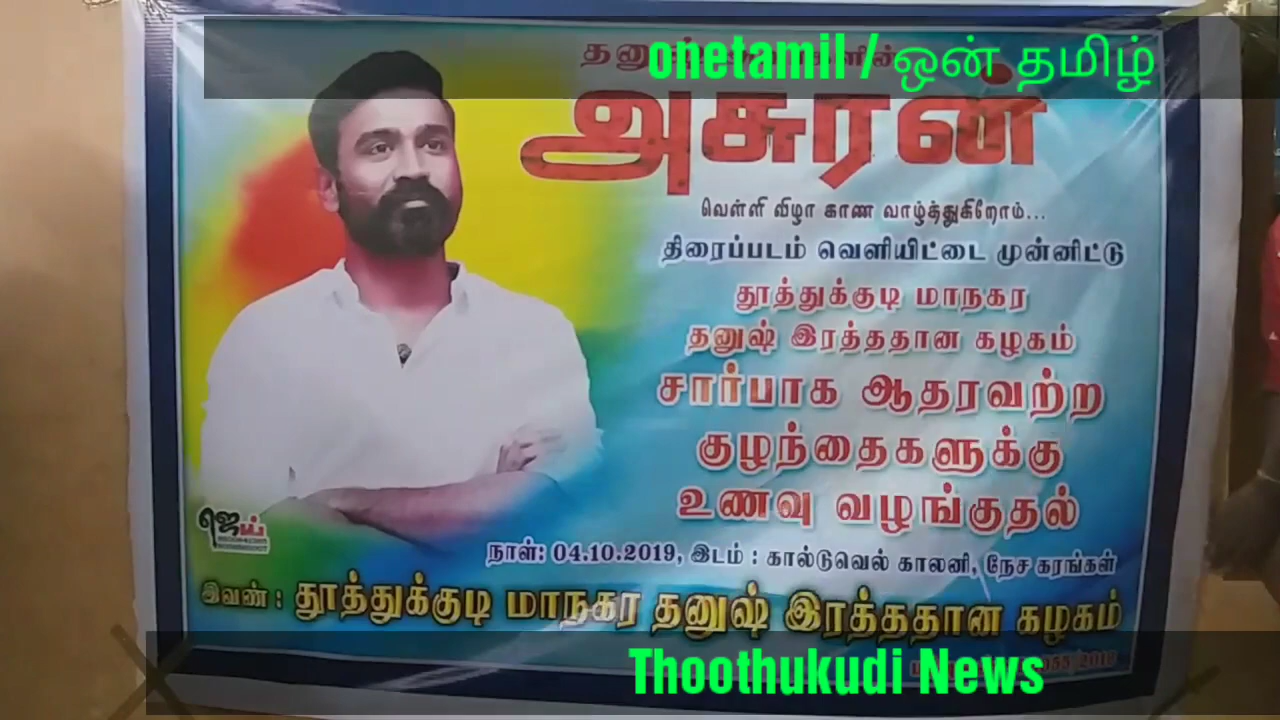 தனுஷ்
onetamil / ஒன் தமிழ்
அசுரன்
வெள்ளி விழா காண வாழ்த்துகிறோம்...
திரைப்படம் வெளியிட்டை முன்னிட்டு
தூத்துக்குடி மாநகர
தனுஷ் இரத்ததான கழகம்
சார்பாக ஆதரவற்ற
குழந்தைகளுக்கு
உணவு வழங்குதல்
ஜெய்
நாள்: 04.10.2019, இடம் : கால்டுவெல் காலனி, நேச கரங்கள்
இவண் : தூத்துக்குடி மாநகர தனுஷ் இரத்ததான கழகம்
Thoothukudi News